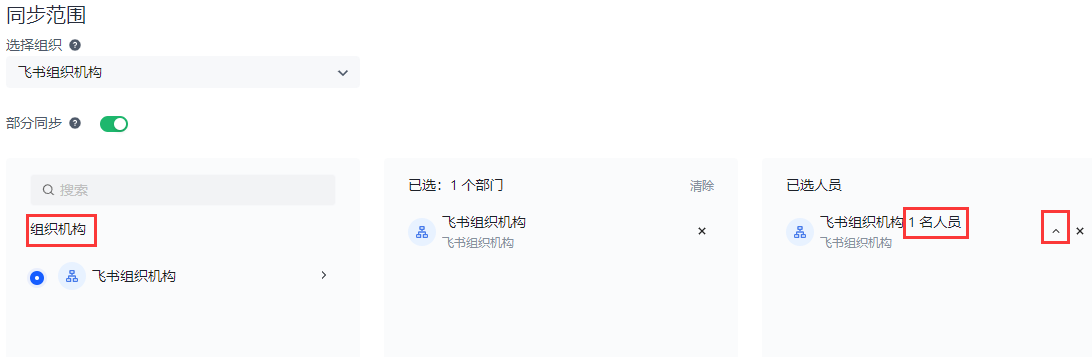 同步范围
选择组织
飞书组织机构
部分同步
搜索
组织机构
飞书组织机构
已选：1 个部门
清除
飞书组织机构
飞书组织机构
已选人员
飞书组织机构 1 名人员
飞书组织机构